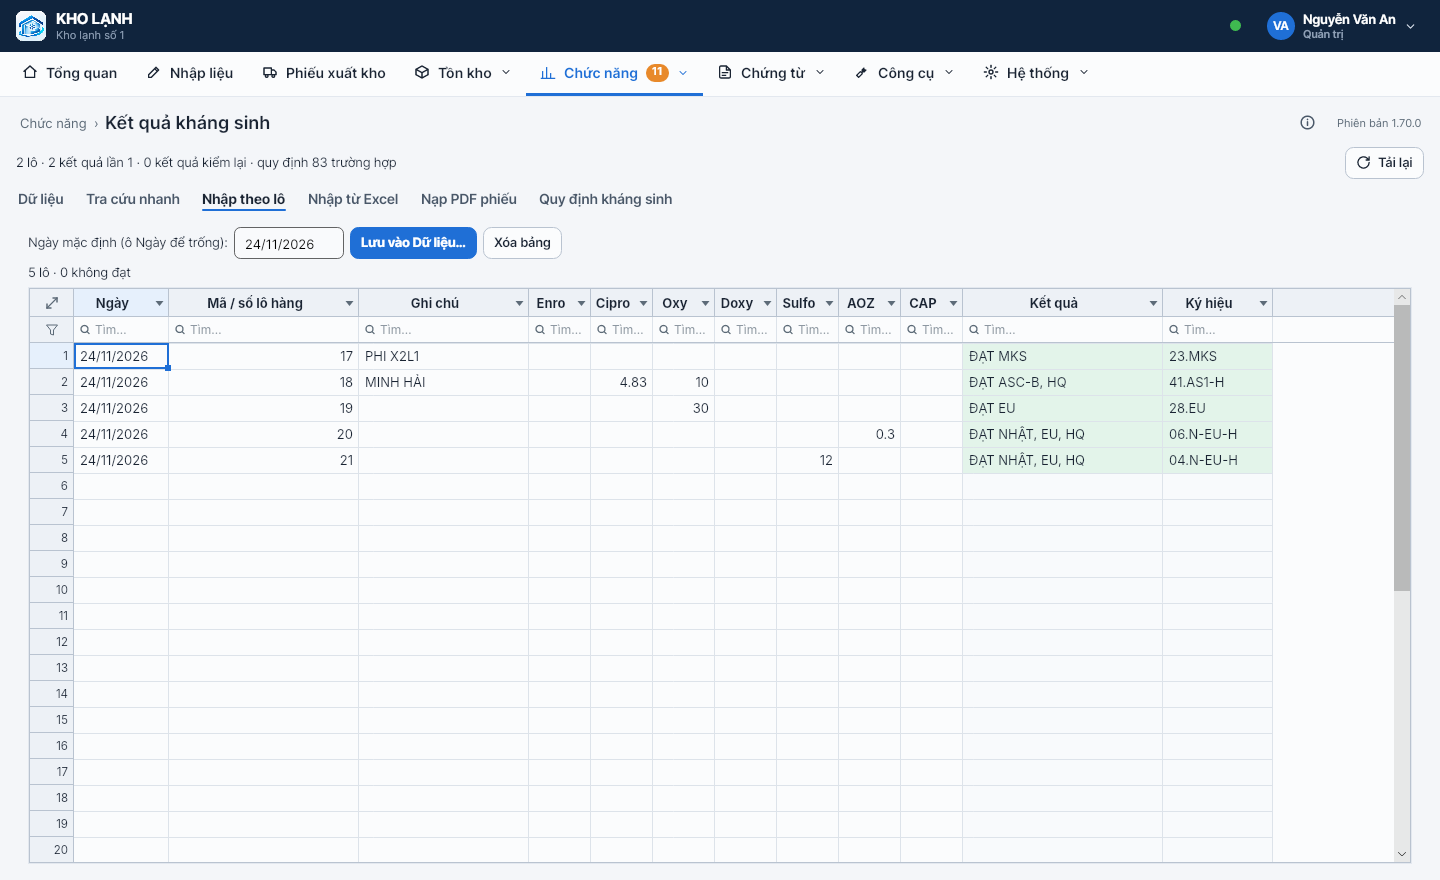 KHO LẠNH
Kho lạnh số 1
VA
Nguyễn Văn An
Quản trị
Tổng quan
Nhập liệu
Phiếu xuất kho
Tồn kho
Chức năng 11
Chứng từ
Công cụ
Hệ thống
Chức năng › Kết quả kháng sinh
Phiên bản 1.70.0
2 lô · 2 kết quả lần 1 · 0 kết quả kiểm lại · quy định 83 trường hợp
Tải lại
Dữ liệu Tra cứu nhanh Nhập theo lô Nhập từ Excel Nạp PDF phiếu Quy định kháng sinh
Ngày mặc định (ô Ngày để trống): 24/11/2026 Lưu vào Dữ liệu... Xóa bảng
5 lô · 0 không đạt
Ngày Mã / số lô hàng Ghi chú Enro Cipro Oxy Doxy Sulfo AOZ CAP Kết quả Ký hiệu
Tìm... Tìm... Tìm... Tìm... Tìm... Tìm... Tìm... Tìm... Tìm... Tìm... Tìm... Tìm...
1 24/11/2026 17 PHI X2L1 ĐẠT MKS 23.MKS
2 24/11/2026 18 MINH HẢI 4.83 10 ĐẠT ASC-B, HQ 41.AS1-H
3 24/11/2026 19 30 ĐẠT EU 28.EU
4 24/11/2026 20 0.3 ĐẠT NHẬT, EU, HQ 06.N-EU-H
5 24/11/2026 21 12 ĐẠT NHẬT, EU, HQ 04.N-EU-H
6
7
8
9
10
11
12
13
14
15
16
17
18
19
20